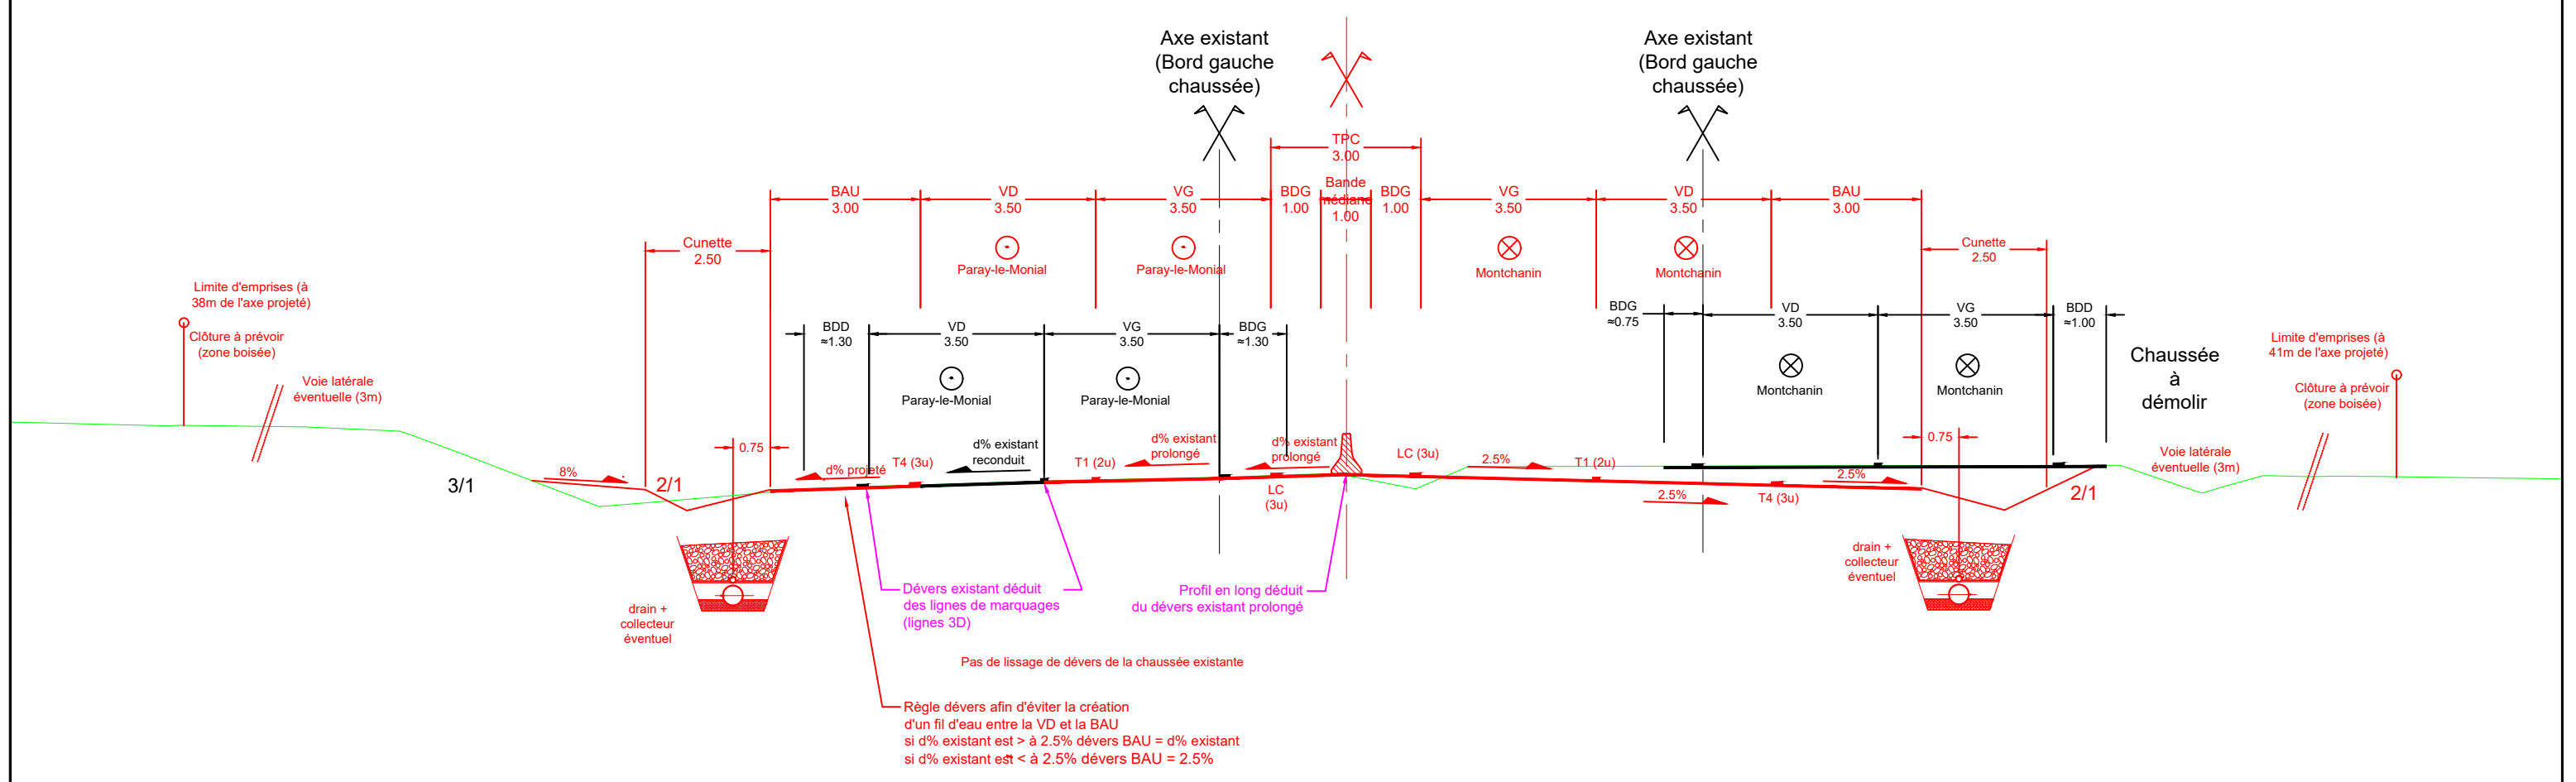 Axe existant
(Bord gauche
chaussée)
Axe existant
(Bord gauche
chaussée)
TPC
3.00
BAU
3.00
VD
3.50
VG
3.50
BDG
1.00
Bande
médiane
1.00
BDG
1.00
VG
3.50
VD
3.50
BAU
3.00
Cunette
2.50
Paray-le-Monial
Paray-le-Monial
Montchanin
Montchanin
Cunette
2.50
Limite d'emprises (à
38m de l'axe projeté)
Clôture à prévoir
(zone boisée)
Voie latérale
éventuelle (3m)
BDD
≈1.30
VD
3.50
VG
3.50
BDG
≈1.30
Paray-le-Monial
Paray-le-Monial
BDG
≈0.75
VD
3.50
VG
3.50
BDD
≈1.00
Montchanin
Montchanin
Chaussée
à
démolir
Limite d'emprises (à
41m de l'axe projeté)
Clôture à prévoir
(zone boisée)
Voie latérale
éventuelle (3m)
3/1
8%
2/1
0.75
d% projeté
T4 (3u)
d% existant
reconduit
T1 (2u)
d% existant
prolongé
d% existant
prolongé
LC
(3u)
LC (3u)
2.5%
T1 (2u)
2.5%
T4 (3u)
2.5%
0.75
2/1
drain +
collecteur
éventuel
drain +
collecteur
éventuel
Dévers existant déduit
des lignes de marquages
(lignes 3D)
Profil en long déduit
du dévers existant prolongé
Pas de lissage de dévers de la chaussée existante
Règle dévers afin d'éviter la création
d'un fil d'eau entre la VD et la BAU
si d% existant est > à 2.5% dévers BAU = d% existant
si d% existant est < à 2.5% dévers BAU = 2.5%